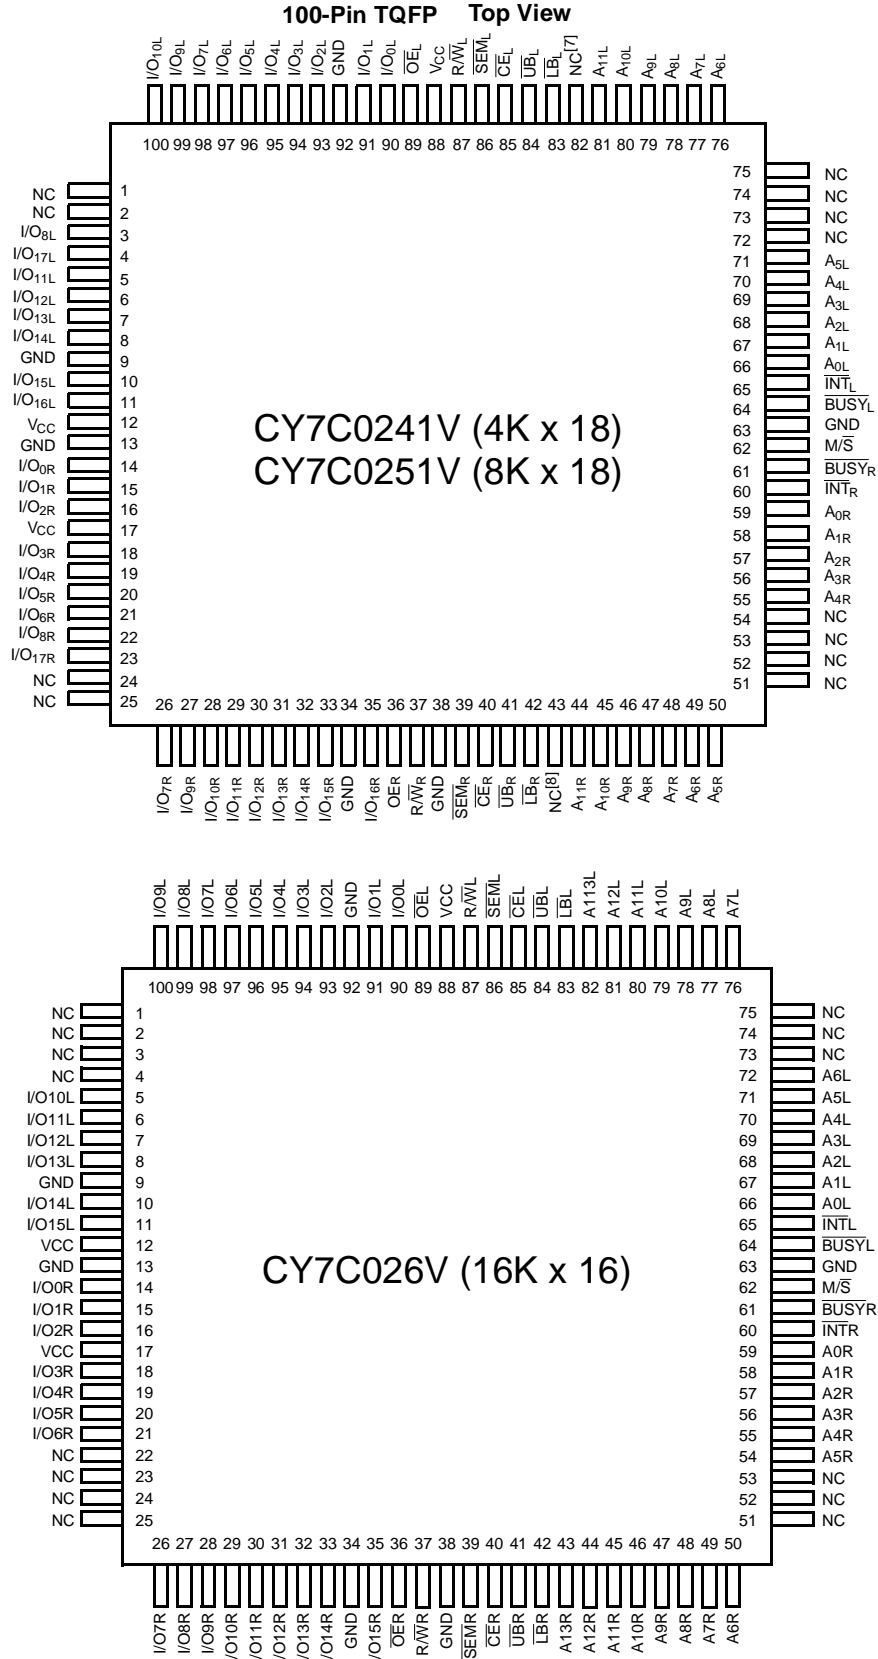 100-Pin TQFP Top View
I/O10L I/O9L I/O7L I/O6L I/O5L I/O4L I/O3L I/O2L GND I/O1L I/O0L OEL VCC R/WL SEML CEL UBL LBL NC[7] A11L A10L A9L A8L A7L A6L
100 99 98 97 96 95 94 93 92 91 90 89 88 87 86 85 84 83 82 81 80 79 78 77 76
NC 1
NC 2
I/O8L 3
I/O17L 4
I/O11L 5
I/O12L 6
I/O13L 7
I/O14L 8
GND 9
I/O15L 10
I/O16L 11
VCC 12
GND 13
I/O0R 14
I/O1R 15
I/O2R 16
VCC 17
I/O3R 18
I/O4R 19
I/O5R 20
I/O6R 21
I/O8R 22
I/O17R 23
NC 24
NC 25
CY7C0241V (4K x 18)
CY7C0251V (8K x 18)
75 NC
74 NC
73 NC
72 NC
71 A5L
70 A4L
69 A3L
68 A2L
67 A1L
66 A0L
65 INTL
64 BUSYL
63 GND
62 M/S
61 BUSYR
60 INTR
59 A0R
58 A1R
57 A2R
56 A3R
55 A4R
54 NC
53 NC
52 NC
51 NC
26 27 28 29 30 31 32 33 34 35 36 37 38 39 40 41 42 43 44 45 46 47 48 49 50
I/O7R I/O9R I/O10R I/O11R I/O12R I/O13R I/O14R I/O15R GND I/O16R OER R/WR GND SEMR CER UBR LBR NC[8] A11R A10R A9R A8R A7R A6R A5R
I/O9L I/O8L I/O7L I/O6L I/O5L I/O4L I/O3L I/O2L GND I/O1L I/O0L OEL VCC R/WL SEML CEL UBL LBL A113L A12L A11L A10L A9L A8L A7L
100 99 98 97 96 95 94 93 92 91 90 89 88 87 86 85 84 83 82 81 80 79 78 77 76
NC 1
NC 2
NC 3
NC 4
I/O10L 5
I/O11L 6
I/O12L 7
I/O13L 8
GND 9
I/O14L 10
I/O15L 11
VCC 12
GND 13
I/O0R 14
I/O1R 15
I/O2R 16
VCC 17
I/O3R 18
I/O4R 19
I/O5R 20
I/O6R 21
NC 22
NC 23
NC 24
NC 25
CY7C026V (16K x 16)
75 NC
74 NC
73 NC
72 A6L
71 A5L
70 A4L
69 A3L
68 A2L
67 A1L
66 A0L
65 INTL
64 BUSYL
63 GND
62 M/S
61 BUSYR
60 INTR
59 A0R
58 A1R
57 A2R
56 A3R
55 A4R
54 A5R
53 NC
52 NC
51 NC
26 27 28 29 30 31 32 33 34 35 36 37 38 39 40 41 42 43 44 45 46 47 48 49 50
I/O7R I/O8R I/O9R /O10R /O11R /O12R /O13R /O14R GND /O15R OER R/WR GND SEMR CER UBR LBR A13R A12R A11R A10R A9R A8R A7R A6R